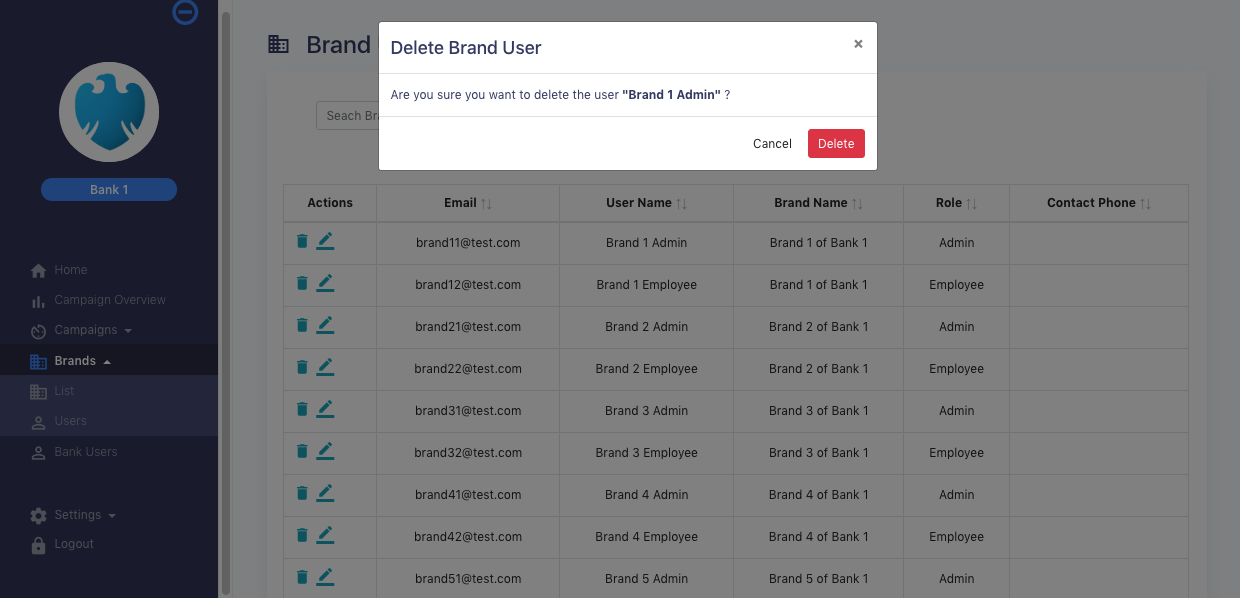 Bank 1
Home
Campaign Overview
Campaigns
Brands
List
Users
Bank Users
Settings
Logout
Brand
Delete Brand User
×
Are you sure you want to delete the user "Brand 1 Admin" ?
Cancel Delete
Seach Bra
Actions Email User Name Brand Name Role Contact Phone
brand11@test.com Brand 1 Admin Brand 1 of Bank 1 Admin
brand12@test.com Brand 1 Employee Brand 1 of Bank 1 Employee
brand21@test.com Brand 2 Admin Brand 2 of Bank 1 Admin
brand22@test.com Brand 2 Employee Brand 2 of Bank 1 Employee
brand31@test.com Brand 3 Admin Brand 3 of Bank 1 Admin
brand32@test.com Brand 3 Employee Brand 3 of Bank 1 Employee
brand41@test.com Brand 4 Admin Brand 4 of Bank 1 Admin
brand42@test.com Brand 4 Employee Brand 4 of Bank 1 Employee
brand51@test.com Brand 5 Admin Brand 5 of Bank 1 Admin